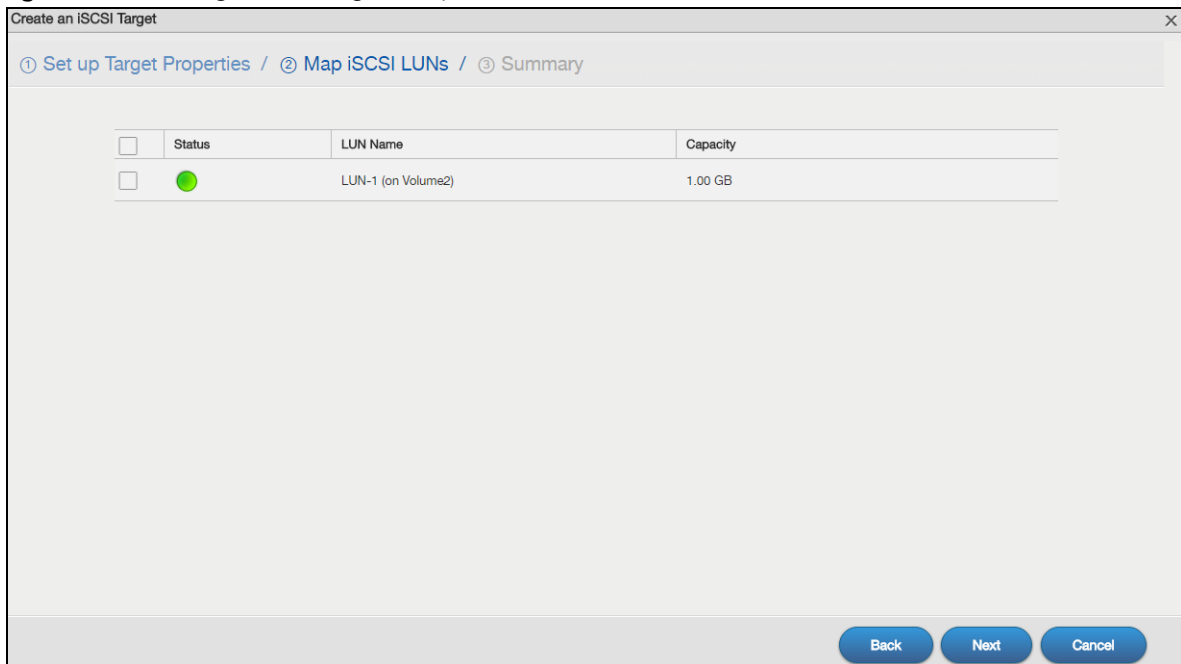 Create an iSCSI Target
① Set up Target Properties / ② Map iSCSI LUNs / ③ Summary
Status LUN Name Capacity
LUN-1 (on Volume2) 1.00 GB
Back Next Cancel